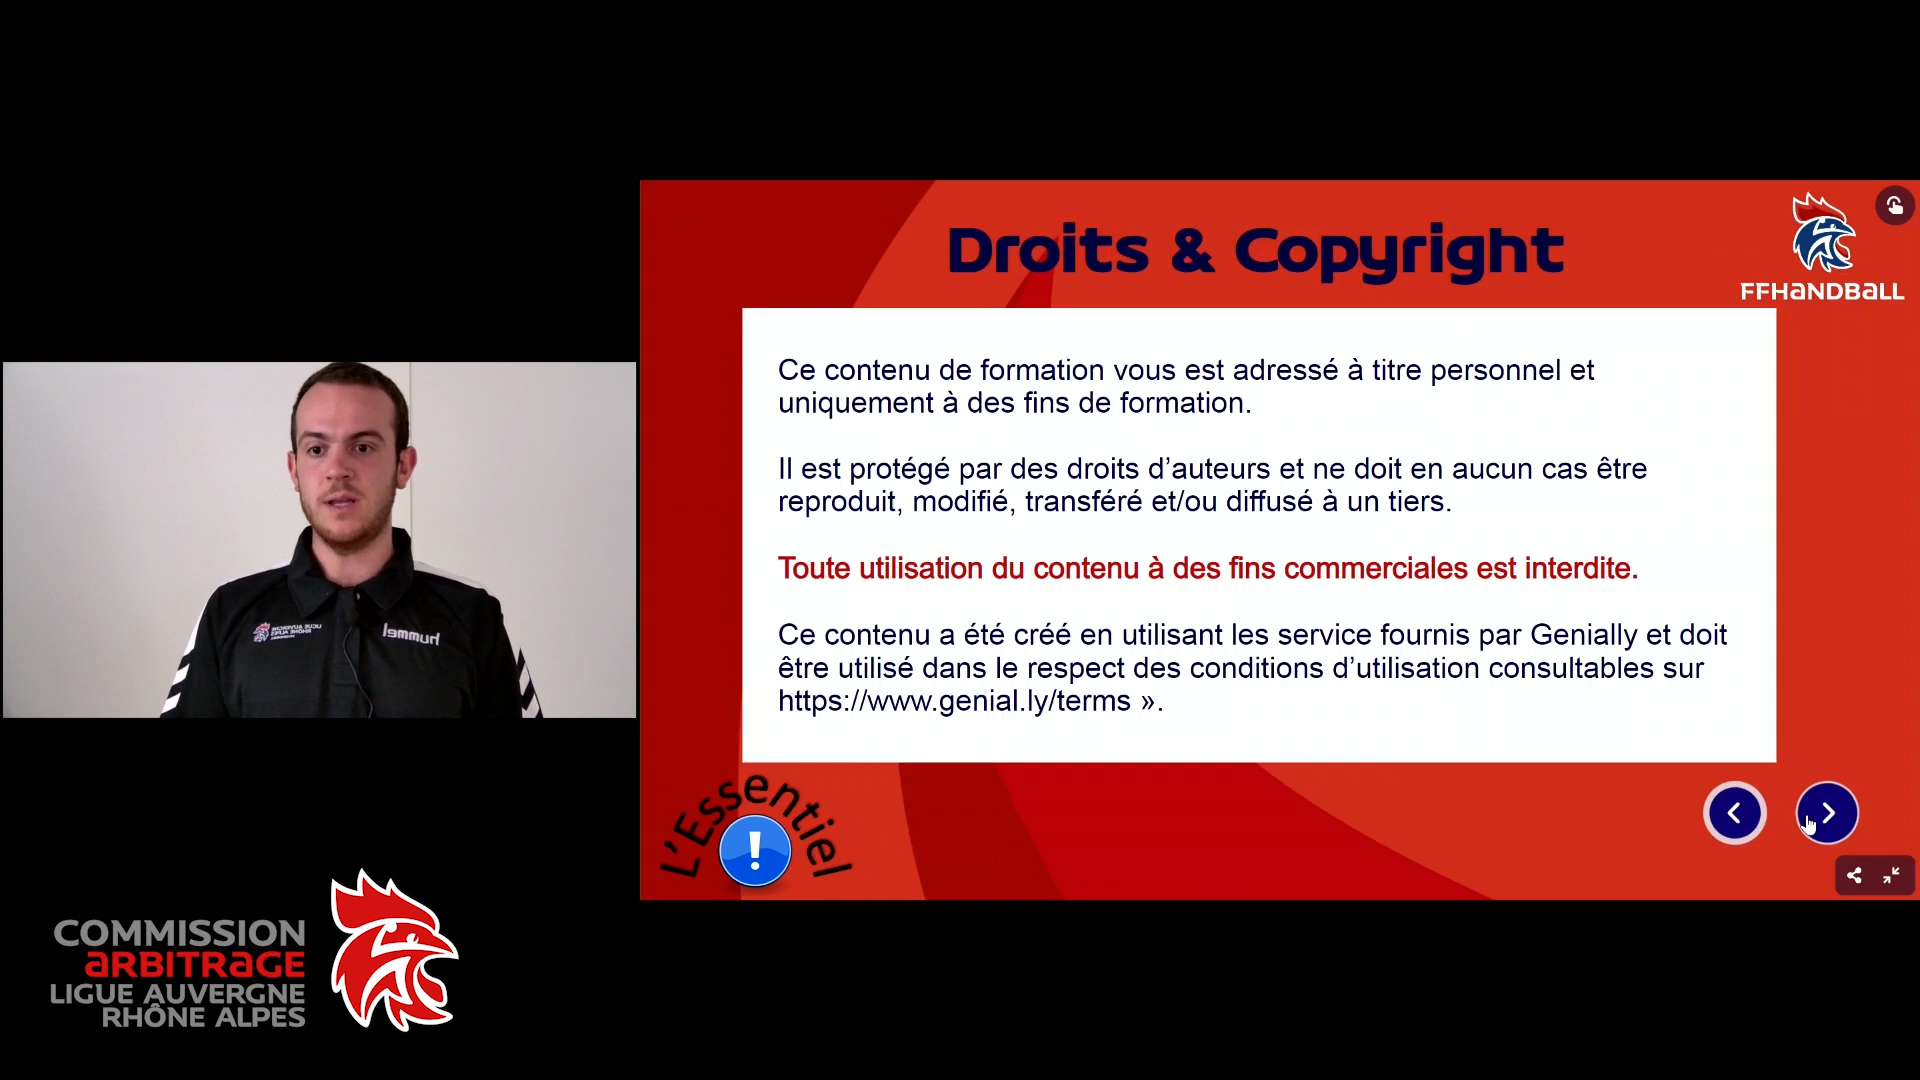 Droits & Copyright
FFHANDBALL
Ce contenu de formation vous est adressé à titre personnel et
uniquement à des fins de formation.
Il est protégé par des droits d’auteurs et ne doit en aucun cas être
reproduit, modifié, transféré et/ou diffusé à un tiers.
Toute utilisation du contenu à des fins commerciales est interdite.
Ce contenu a été créé en utilisant les service fournis par Genially et doit
être utilisé dans le respect des conditions d’utilisation consultables sur
https://www.genial.ly/terms ».
L’Essentiel
!
LIGUE AUVERGNE
RHÔNE ALPES
hummel
COMMISSION
ARBITRAGE
LIGUE AUVERGNE
RHÔNE ALPES